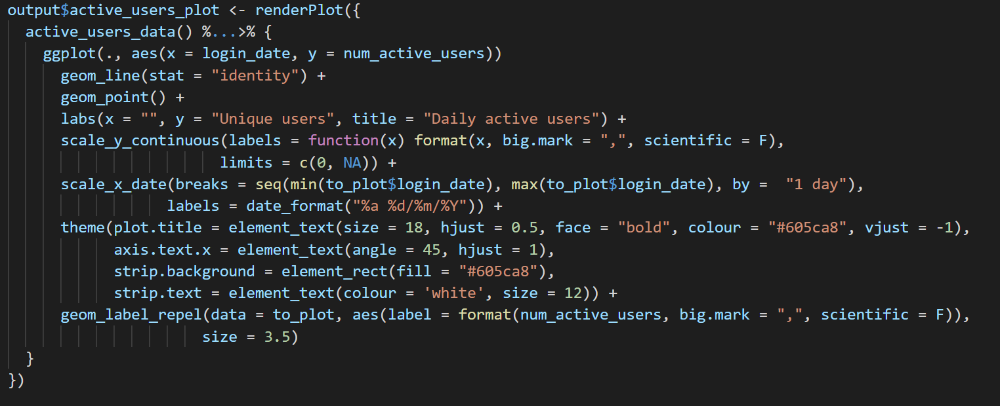 output$active_users_plot <- renderPlot({
  active_users_data() %...>% {
    ggplot(., aes(x = login_date, y = num_active_users))
      geom_line(stat = "identity") +
      geom_point() +
      labs(x = "", y = "Unique users", title = "Daily active users") +
      scale_y_continuous(labels = function(x) format(x, big.mark = ",", scientific = F),
                        limits = c(0, NA)) +
      scale_x_date(breaks = seq(min(to_plot$login_date), max(to_plot$login_date), by =  "1 day"),
                  labels = date_format("%a %d/%m/%Y")) +
      theme(plot.title = element_text(size = 18, hjust = 0.5, face = "bold", colour = "#605ca8", vjust = -1),
            axis.text.x = element_text(angle = 45, hjust = 1),
            strip.background = element_rect(fill = "#605ca8"),
            strip.text = element_text(colour = 'white', size = 12)) +
      geom_label_repel(data = to_plot, aes(label = format(num_active_users, big.mark = ",", scientific = F)),
                      size = 3.5)
  }
})